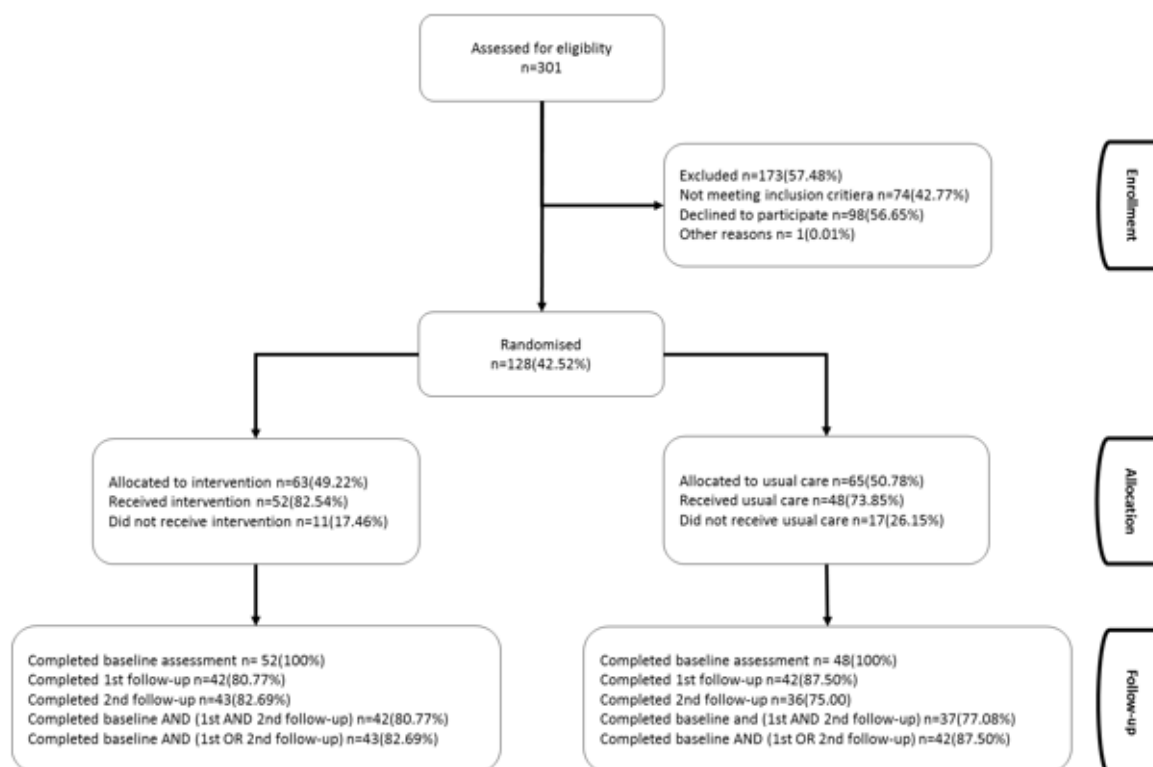 Assessed for eligiblity
n=301
Excluded n=173(57.48%)
Not meeting inclusion critiera n=74(42.77%)
Declined to participate n=98(56.65%)
Other reasons n= 1(0.01%)
Enrollment
Randomised
n=128(42.52%)
Allocated to intervention n=63(49.22%)
Received intervention n=52(82.54%)
Did not receive intervention n=11(17.46%)
Allocated to usual care n=65(50.78%)
Received usual care n=48(73.85%)
Did not receive usual care n=17(26.15%)
Allocation
Completed baseline assessment n= 52(100%)
Completed 1st follow-up n=42(80.77%)
Completed 2nd follow-up n=43(82.69%)
Completed baseline AND (1st AND 2nd follow-up) n=42(80.77%)
Completed baseline AND (1st OR 2nd follow-up) n=43(82.69%)
Completed baseline assessment n= 48(100%)
Completed 1st follow-up n=42(87.50%)
Completed 2nd follow-up n=36(75.00)
Completed baseline and (1st AND 2nd follow-up) n=37(77.08%)
Completed baseline AND (1st OR 2nd follow-up) n=42(87.50%)
Follow-up